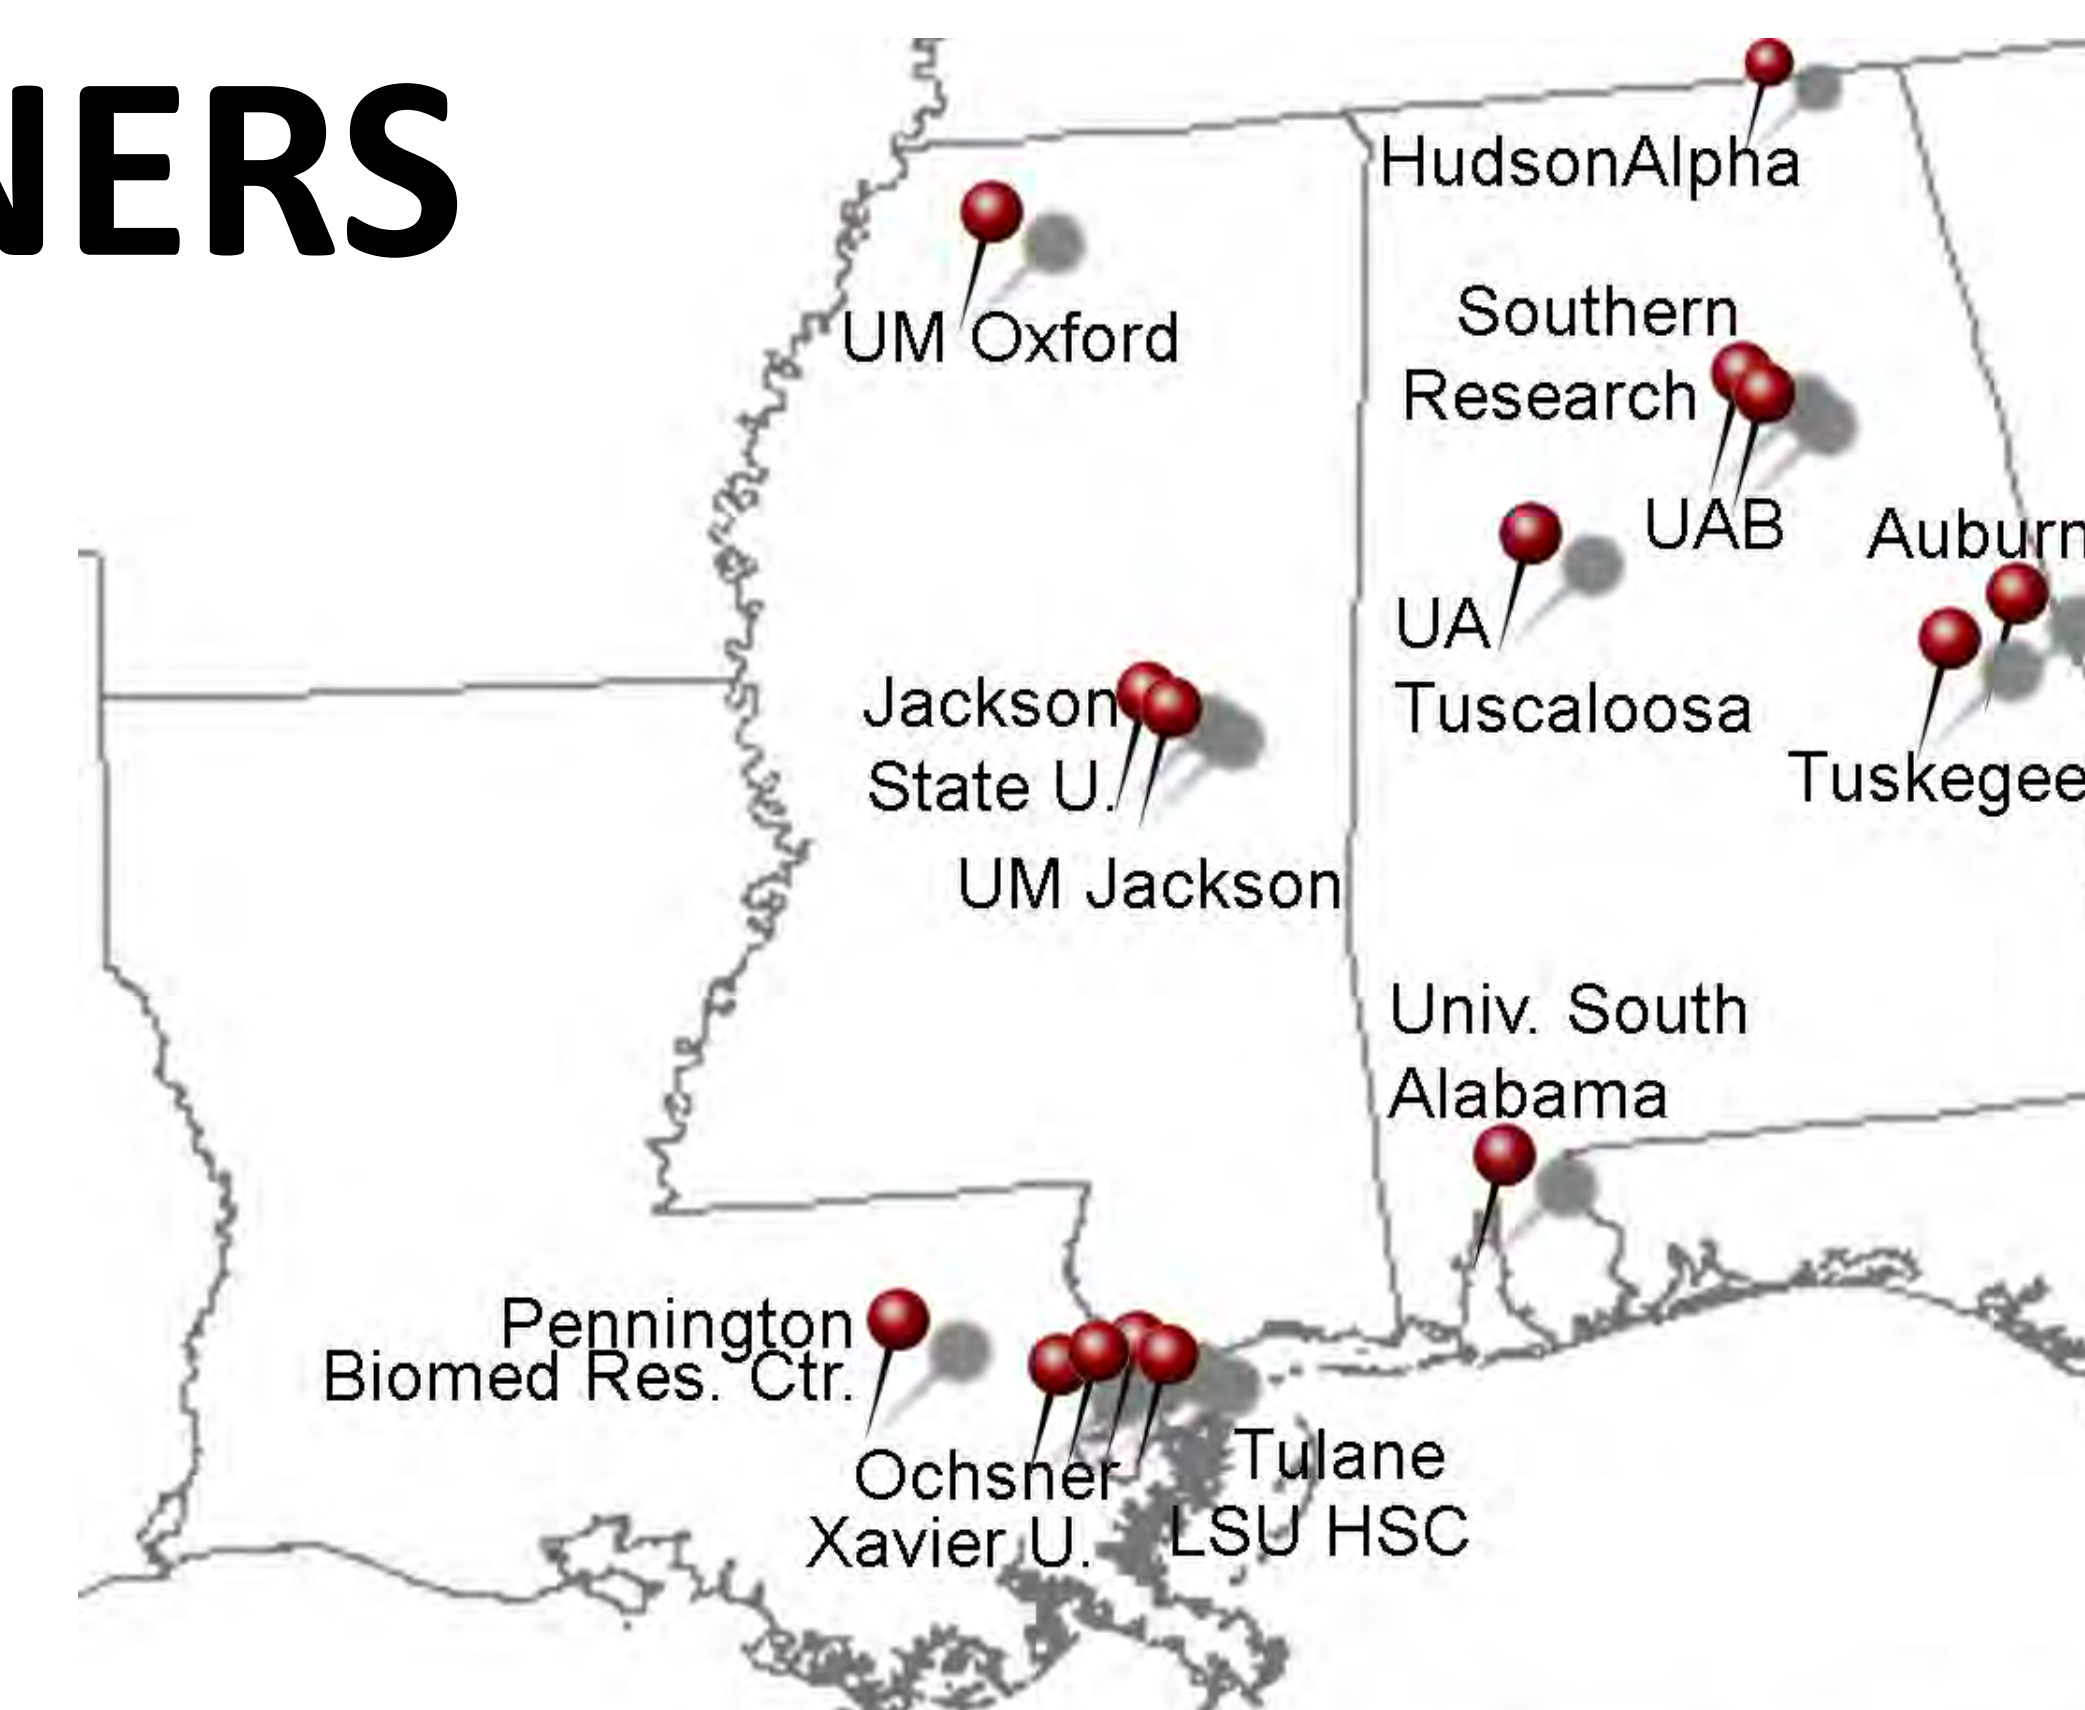 NERS
HudsonAlpha
UM Oxford
Southern
Research
UAB
Auburn
UA
Tuscaloosa
Tuskegee
Jackson
State U.
UM Jackson
Univ. South
Alabama
Pennington
Biomed Res. Ctr.
Ochsner
Xavier U.
Tulane
LSU HSC